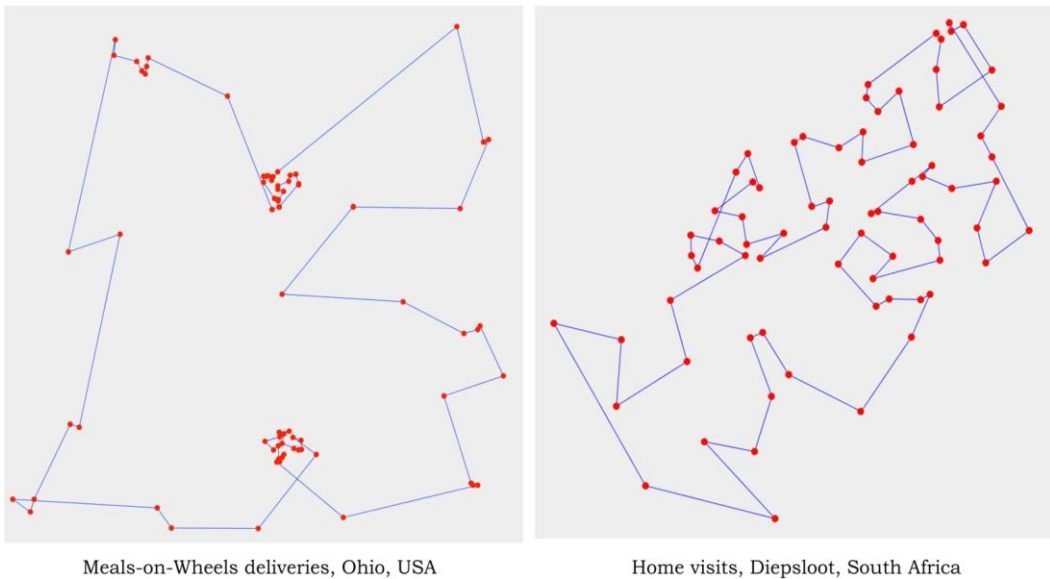 Meals-on-Wheels deliveries, Ohio, USA
Home visits, Diepsloot, South Africa